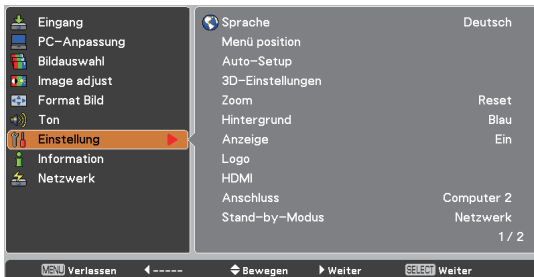 Eingang
PC-Anpassung
Bildauswahl
Image adjust
Format Bild
Ton
Einstellung
Information
Netzwerk
Sprache Deutsch
Menü position
Auto-Setup
3D-Einstellungen
Zoom Reset
Hintergrund Blau
Anzeige Ein
Logo
HDMI
Anschluss Computer 2
Stand-by-Modus Netzwerk
1 / 2
MENU Verlassen ----- Bewegen Weiter SELECT Weiter